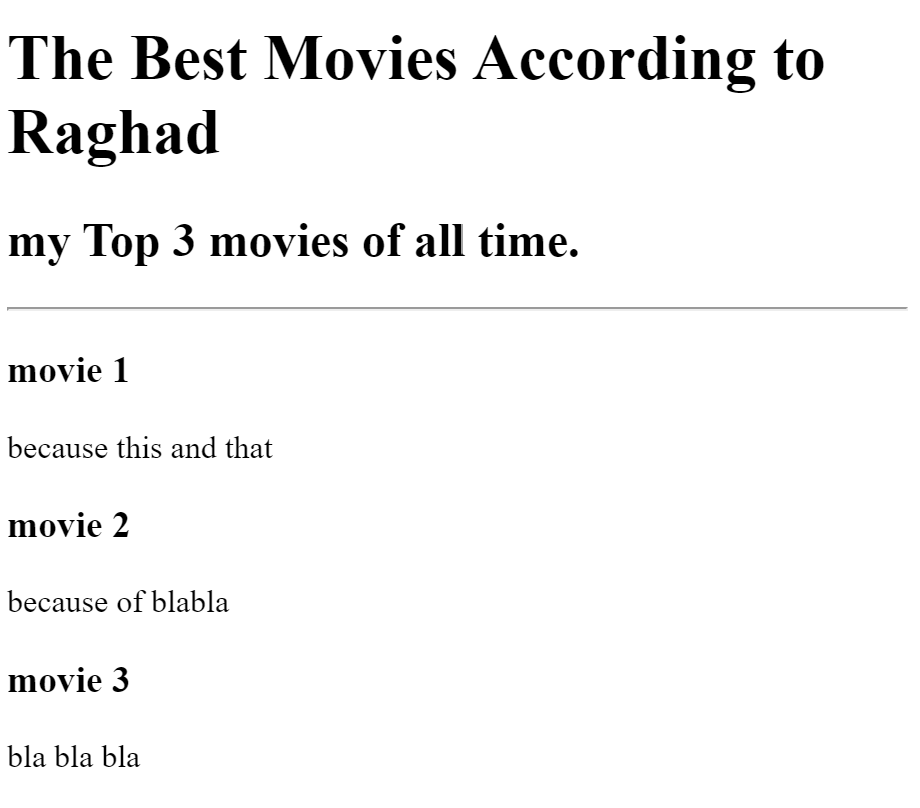 The Best Movies According to
Raghad
my Top 3 movies of all time.
movie 1
because this and that
movie 2
because of blabla
movie 3
bla bla bla